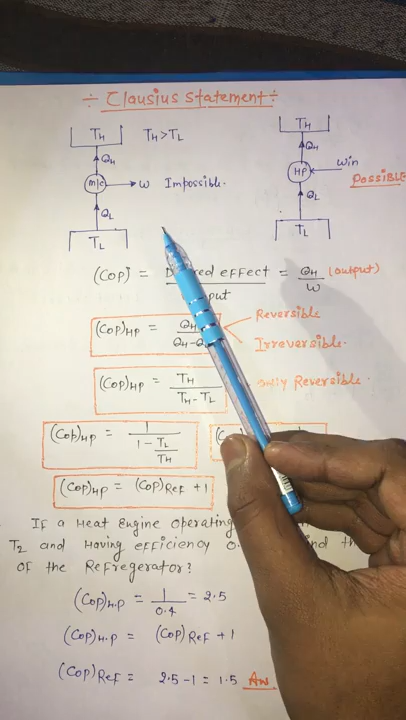 ÷ Clausius Statement ÷
TH TH > TL TH
QH QH
M/c → W Impossible. HP ← Win Possible
QL QL
TL TL
(COP) = effect = QH / W (output)
(COP)HP = Reversible
Irreversible.
(COP)HP = TH / TH - TL only Reversible.
(COP)HP = 1 / 1 - TL/TH
(COP)HP = (COP)Ref + 1
If a Heat Engine operating
T2 and Having efficiency
of the Refregerator?
(COP)H.P = 1 / 0.4 = 2.5
(COP)H.P = (COP)Ref + 1
(COP)Ref = 2.5 - 1 = 1.5 Ans